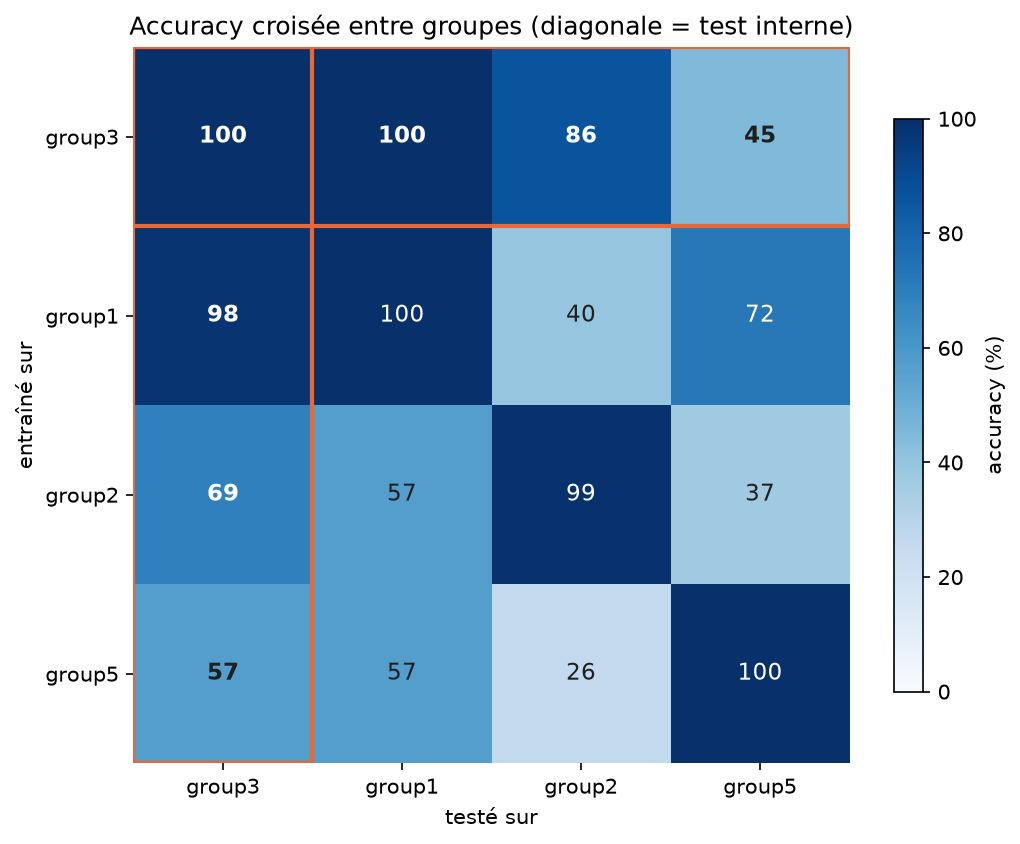 Accuracy croisée entre groupes (diagonale = test interne)
group3 100 100 86 45
group1 98 100 40 72
group2 69 57 99 37
group5 57 57 26 100
group3 group1 group2 group5
testé sur
entraîné sur
100
80
60
40
20
0
accuracy (%)